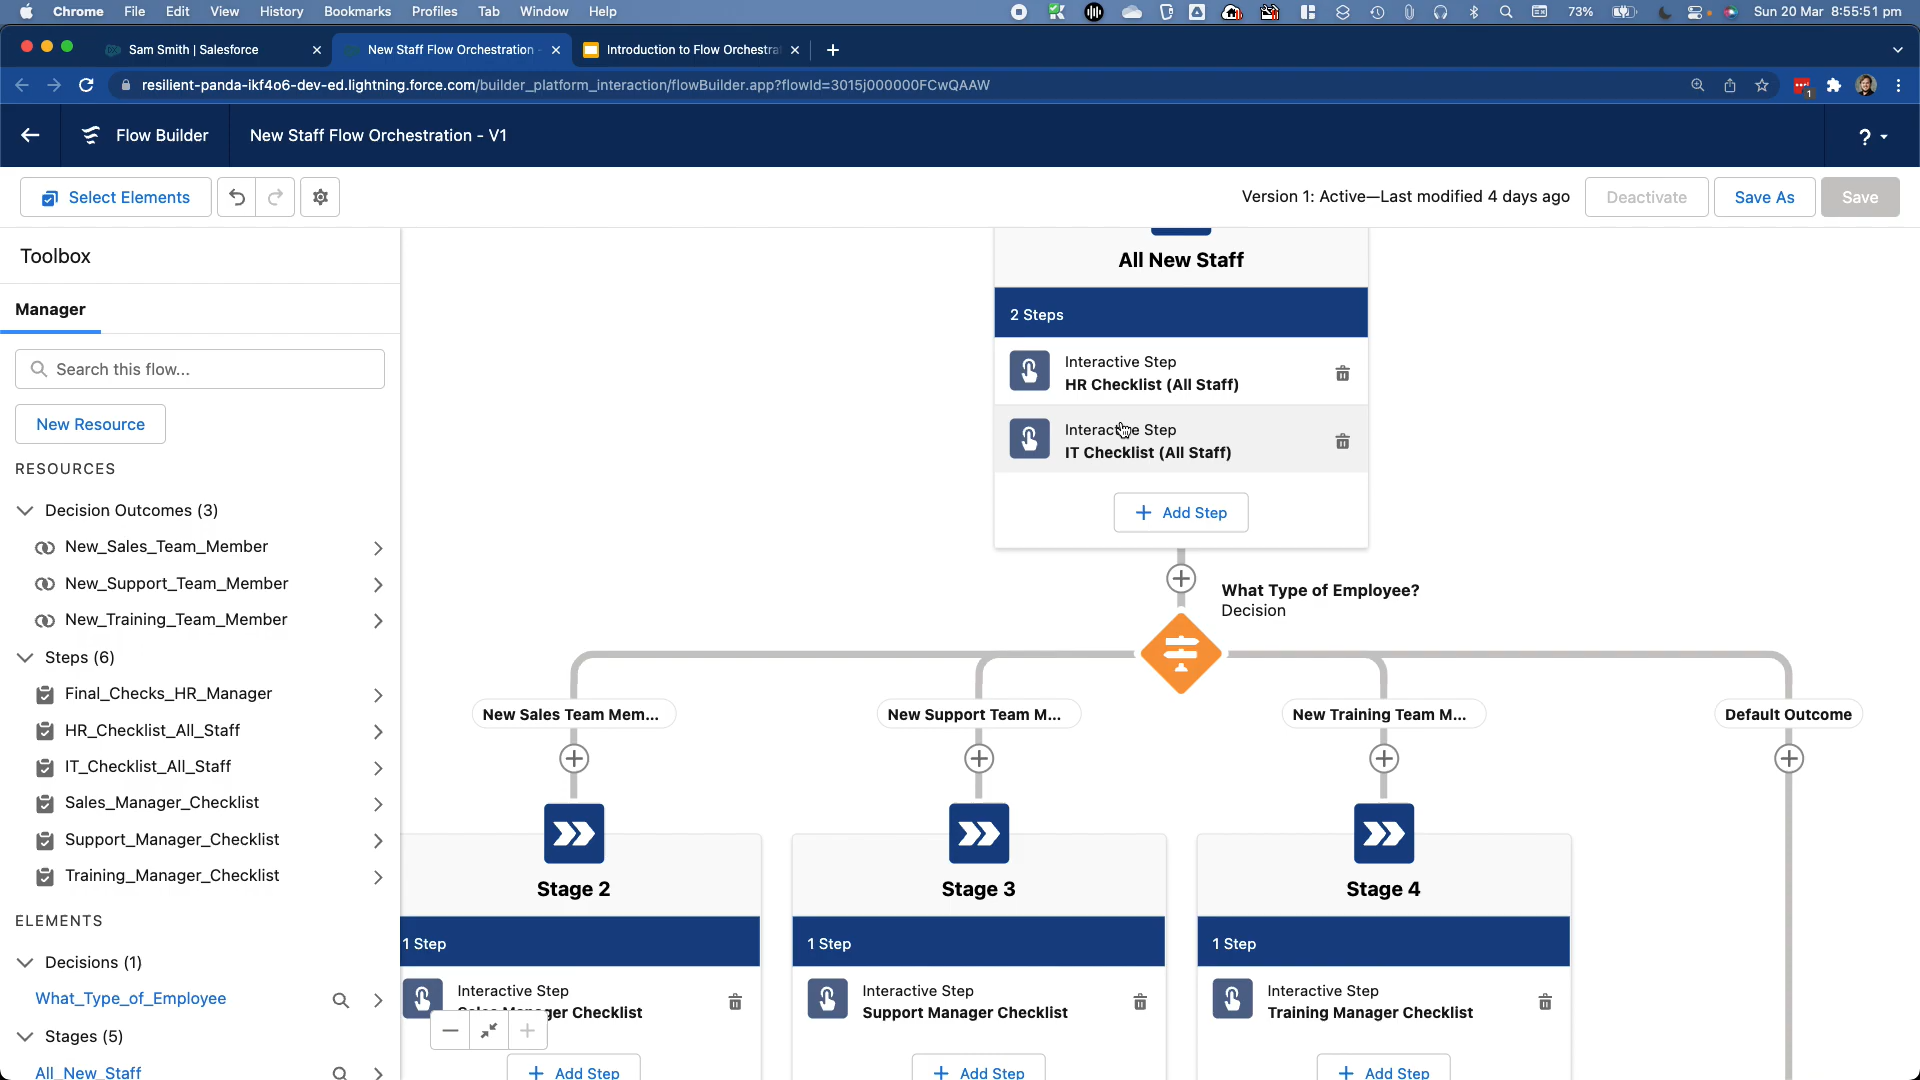 Chrome File Edit View History Bookmarks Profiles Tab Window Help 73% Sun 20 Mar 8:55:51 pm
Sam Smith | Salesforce New Staff Flow Orchestration - Introduction to Flow Orchestra
resilient-panda-ikf4o6-dev-ed.lightning.force.com/builder_platform_interaction/flowBuilder.app?flowId=3015j000000FCwQAAW 1
Flow Builder New Staff Flow Orchestration - V1 ?
Select Elements Version 1: Active—Last modified 4 days ago Deactivate Save As Save
Toolbox
Manager
Search this flow...
New Resource
RESOURCES
Decision Outcomes (3)
New_Sales_Team_Member
New_Support_Team_Member
New_Training_Team_Member
Steps (6)
Final_Checks_HR_Manager
HR_Checklist_All_Staff
IT_Checklist_All_Staff
Sales_Manager_Checklist
Support_Manager_Checklist
Training_Manager_Checklist
ELEMENTS
Decisions (1)
What_Type_of_Employee
Stages (5)
All_New_Staff
All New Staff
2 Steps
Interactive Step
HR Checklist (All Staff)
Interactive Step
IT Checklist (All Staff)
Add Step
What Type of Employee?
Decision
New Sales Team Mem... New Support Team M... New Training Team M... Default Outcome
Stage 2
1 Step
Interactive Step
Manager Checklist
Add Step
Stage 3
1 Step
Interactive Step
Support Manager Checklist
Add Step
Stage 4
1 Step
Interactive Step
Training Manager Checklist
Add Step